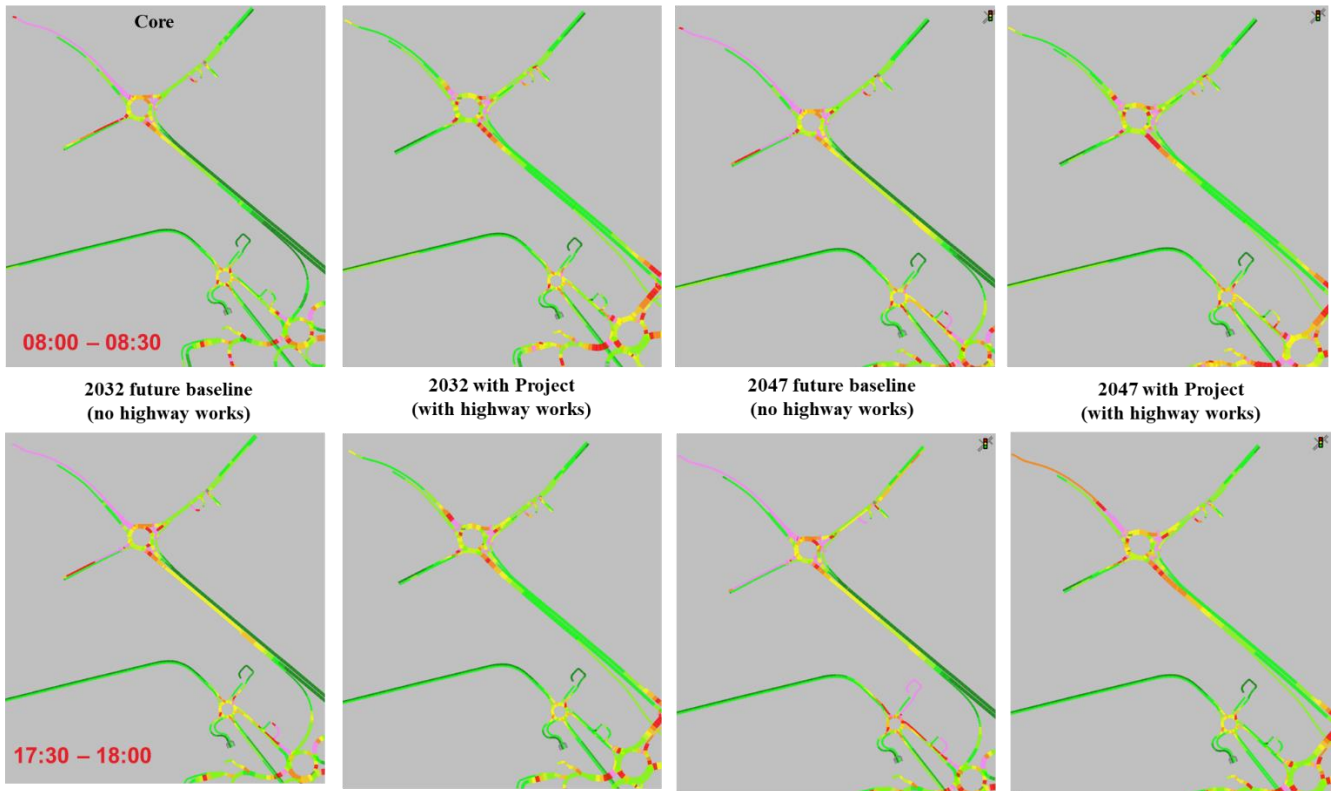 Core
08:00 – 08:30
2032 future baseline
(no highway works)
2032 with Project
(with highway works)
2047 future baseline
(no highway works)
2047 with Project
(with highway works)
17:30 – 18:00